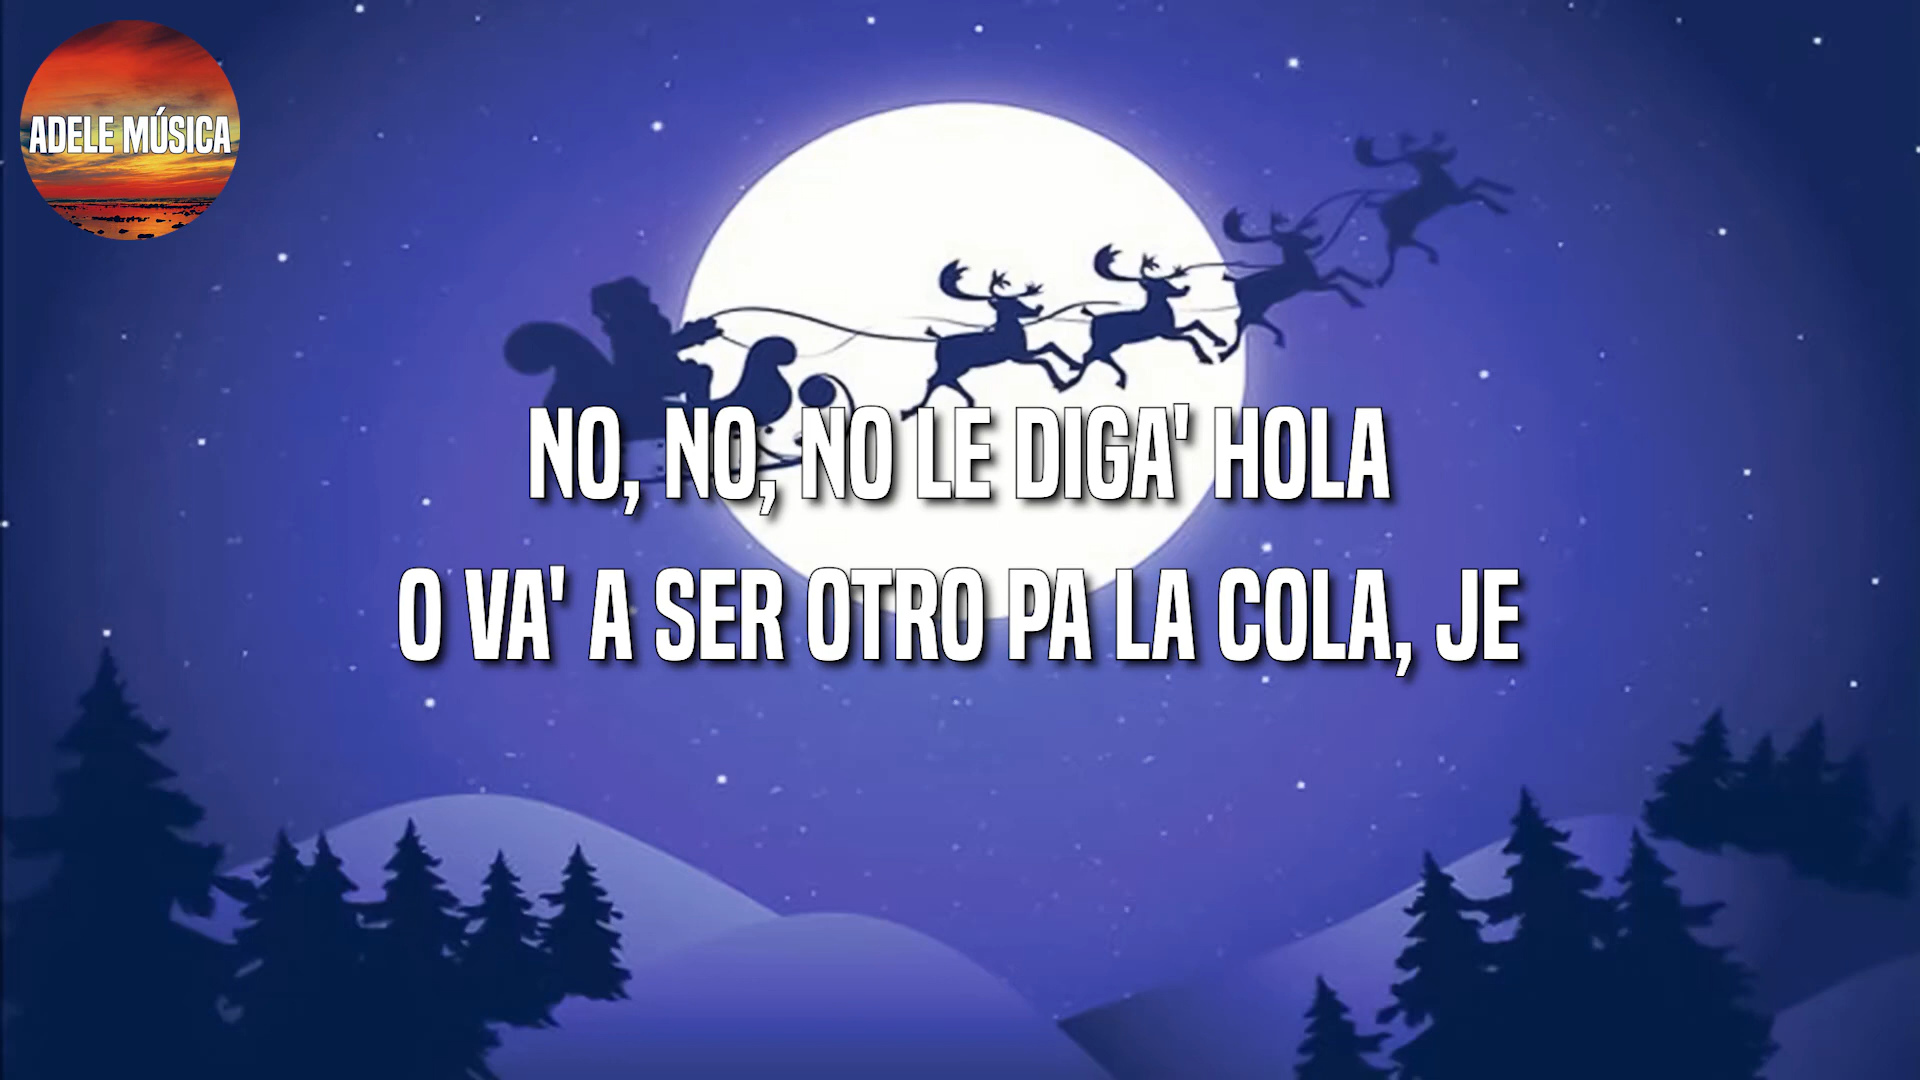 ADELE MÚSICA
NO, NO, NO LE DIGA' HOLA
O VA' A SER OTRO PA LA COLA, JE